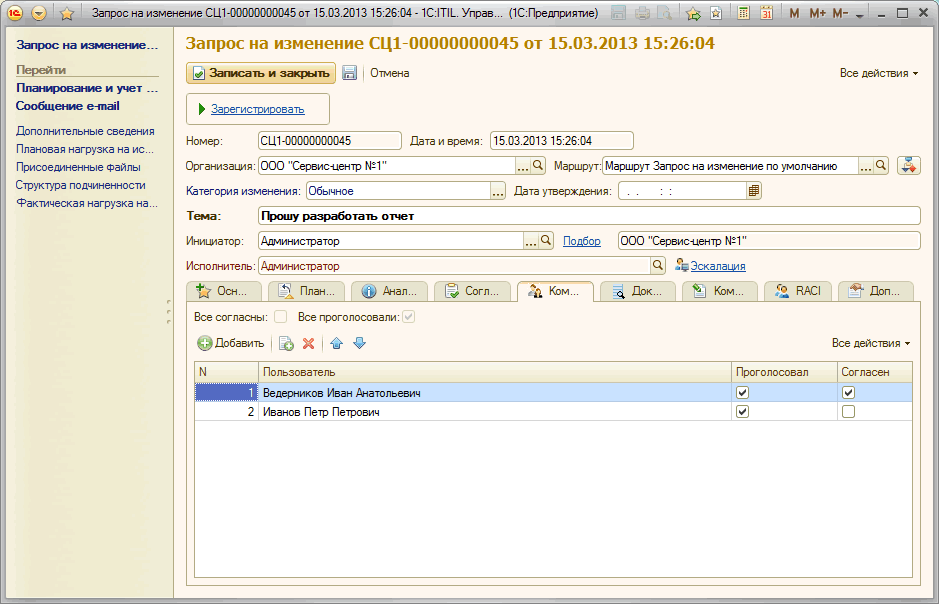 Запрос на изменение СЦ1-00000000045 от 15.03.2013 15:26:04 - 1С:ITIL. Управ... (1С:Предприятие)
31 M M+ M-
Запрос на изменение...
Перейти
Планирование и учет ...
Сообщение e-mail
Дополнительные сведения
Плановая нагрузка на ис...
Присоединенные файлы
Структура подчиненности
Фактическая нагрузка на...
Запрос на изменение СЦ1-00000000045 от 15.03.2013 15:26:04
Записать и закрыть Отмена Все действия
Зарегистрировать
Номер: СЦ1-00000000045 Дата и время: 15.03.2013 15:26:04
Организация: ООО "Сервис-центр №1" ... Маршрут: Маршрут Запрос на изменение по умолчанию ...
Категория изменения: Обычное ... Дата утверждения: . . : :
Тема: Прошу разработать отчет
Инициатор: Администратор ... Подбор ООО "Сервис-центр №1"
Исполнитель: Администратор Эскалация
Осн... План... Анал... Согл... Ком... Док... Ком... RACI Доп...
Все согласны: Все проголосовали:
Добавить Все действия
N Пользователь Проголосовал Согласен
1 Ведерников Иван Анатольевич
2 Иванов Петр Петрович